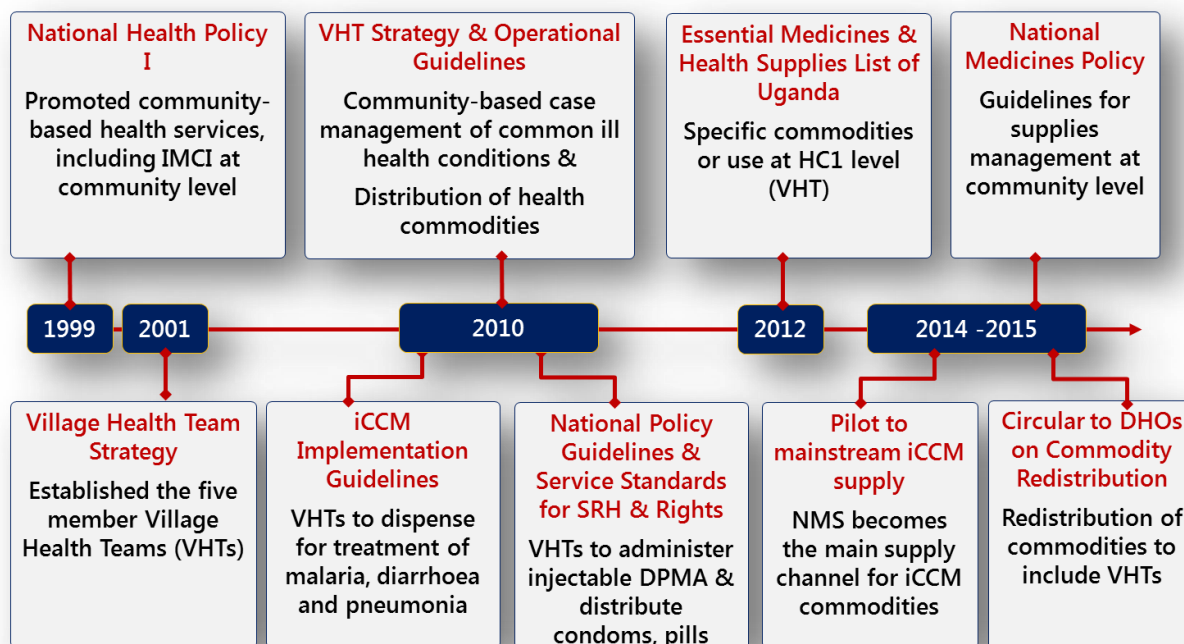 National Health Policy
I
Promoted community-
based health services,
including IMCI at
community level
VHT Strategy & Operational
Guidelines
Community-based case
management of common ill
health conditions &
Distribution of health
commodities
Essential Medicines &
Health Supplies List of
Uganda
Specific commodities
or use at HC1 level
(VHT)
National
Medicines Policy
Guidelines for
supplies
management at
community level
1999
2001
2010
2012
2014 -2015
Village Health Team
Strategy
Established the five
member Village
Health Teams (VHTs)
iCCM
Implementation
Guidelines
VHTs to dispense
for treatment of
malaria, diarrhoea
and pneumonia
National Policy
Guidelines &
Service Standards
for SRH & Rights
VHTs to administer
injectable DPMA &
distribute
condoms, pills
Pilot to
mainstream iCCM
supply
NMS becomes
the main supply
channel for iCCM
commodities
Circular to DHOs
on Commodity
Redistribution
Redistribution of
commodities to
include VHTs